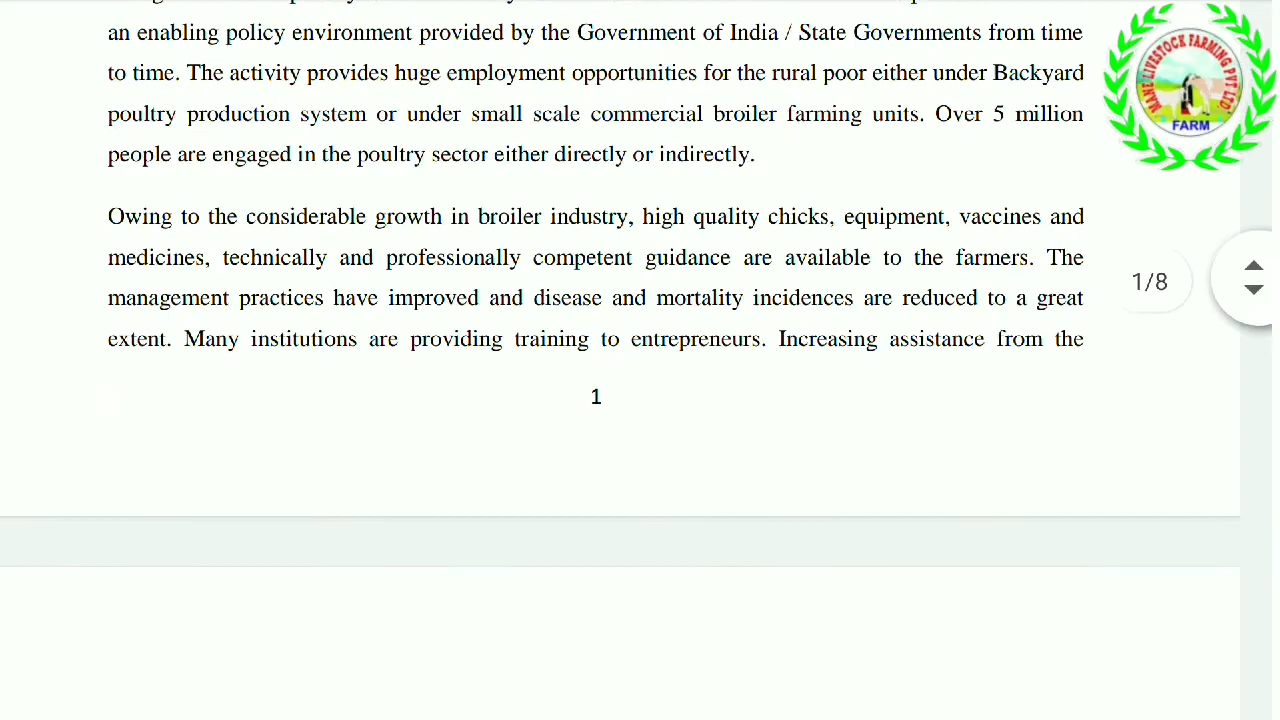 an enabling policy environment provided by the Government of India / State Governments from time
to time. The activity provides huge employment opportunities for the rural poor either under Backyard
poultry production system or under small scale commercial broiler farming units. Over 5 million
people are engaged in the poultry sector either directly or indirectly.
Owing to the considerable growth in broiler industry, high quality chicks, equipment, vaccines and
medicines, technically and professionally competent guidance are available to the farmers. The
management practices have improved and disease and mortality incidences are reduced to a great
extent. Many institutions are providing training to entrepreneurs. Increasing assistance from the
1
MANE LIVESTOCK FARMING PVT LTD.
FARM
1/8